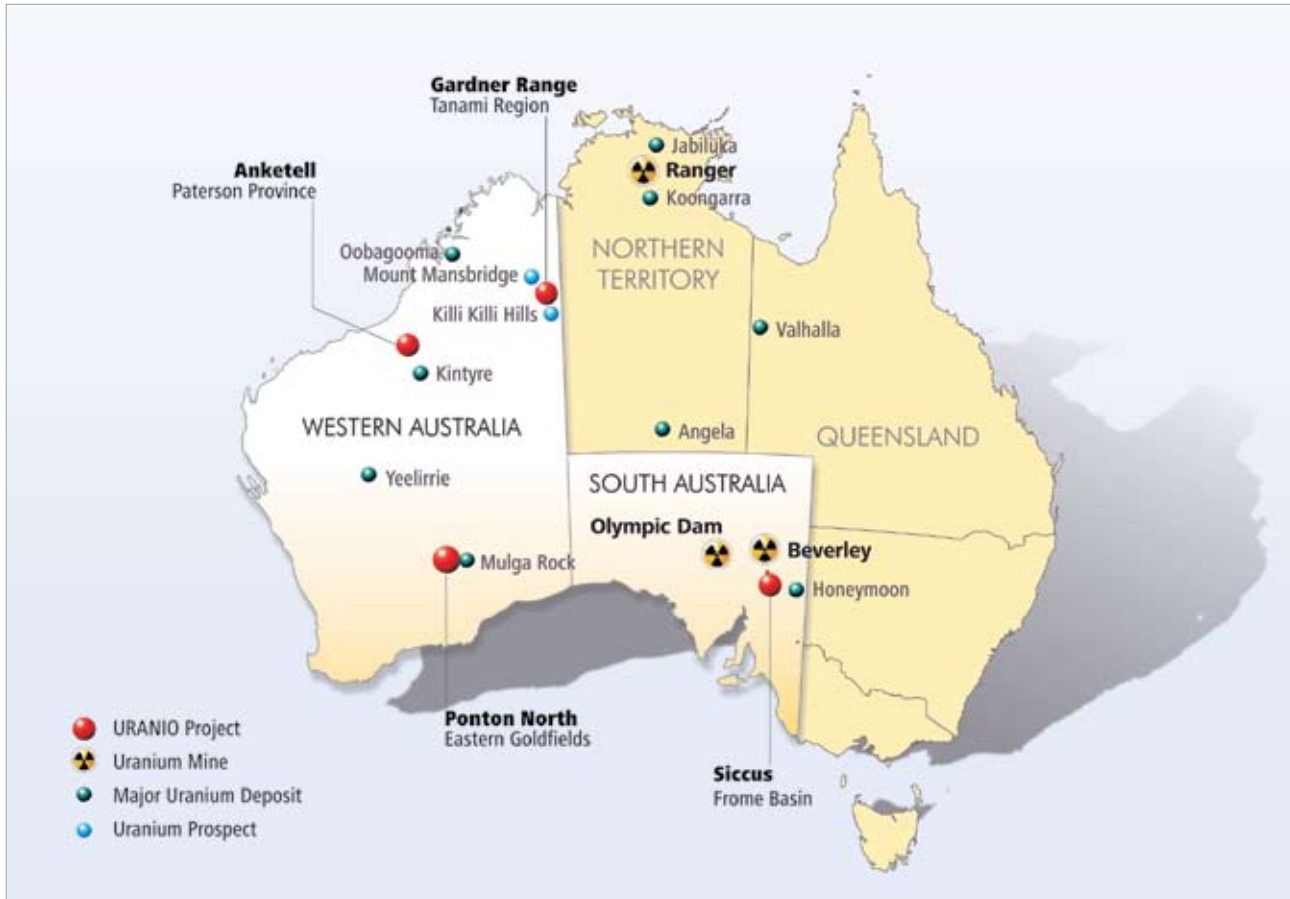 Gardner Range
Tanami Region
Jabiluka
Ranger
Koongarra
Anketell
Paterson Province
NORTHERN
TERRITORY
Oobagooma
Mount Mansbridge
Killi Killi Hills
Valhalla
Kintyre
WESTERN AUSTRALIA
Angela
QUEENSLAND
Yeelirrie
SOUTH AUSTRALIA
Olympic Dam
Beverley
Mulga Rock
Honeymoon
Ponton North
Eastern Goldfields
Siccus
Frome Basin
URANIO Project
Uranium Mine
Major Uranium Deposit
Uranium Prospect